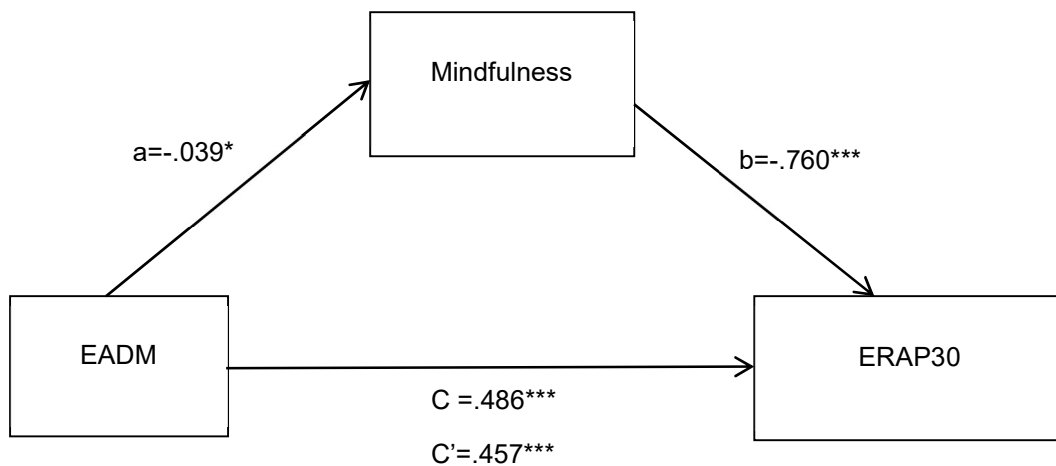 Mindfulness
a=-.039*
b=-.760***
EADM
ERAP30
C =.486***
C’=.457***